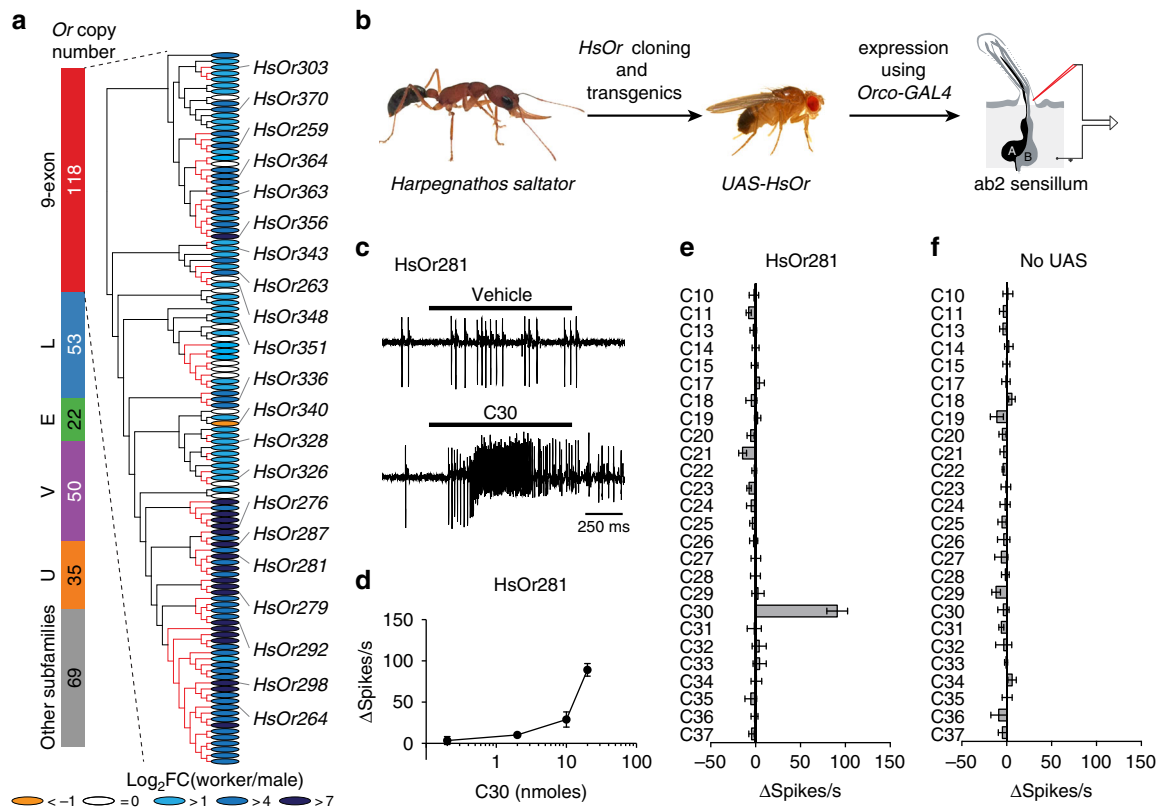 a
Or copy
number
9-exon
118
L
53
E
22
V
50
U
35
Other subfamilies
69
HsOr303
HsOr370
HsOr259
HsOr364
HsOr363
HsOr356
HsOr343
HsOr263
HsOr348
HsOr351
HsOr336
HsOr340
HsOr328
HsOr326
HsOr276
HsOr287
HsOr281
HsOr279
HsOr292
HsOr298
HsOr264
Log2FC(worker/male)
< –1
= 0
> 1
> 4
> 7
b
HsOr cloning
and
transgenics
expression
using
Orco-GAL4
Harpegnathos saltator
UAS-HsOr
A
B
ab2 sensillum
c
HsOr281
Vehicle
C30
250 ms
d
HsOr281
ΔSpikes/s
150
100
50
0
1
10
100
C30 (nmoles)
e
HsOr281
C10
C11
C13
C14
C15
C17
C18
C19
C20
C21
C22
C23
C24
C25
C26
C27
C28
C29
C30
C31
C32
C33
C34
C35
C36
C37
–50
0
50
100
150
ΔSpikes/s
f
No UAS
C10
C11
C13
C14
C15
C17
C18
C19
C20
C21
C22
C23
C24
C25
C26
C27
C28
C29
C30
C31
C32
C33
C34
C35
C36
C37
–50
0
50
100
150
ΔSpikes/s